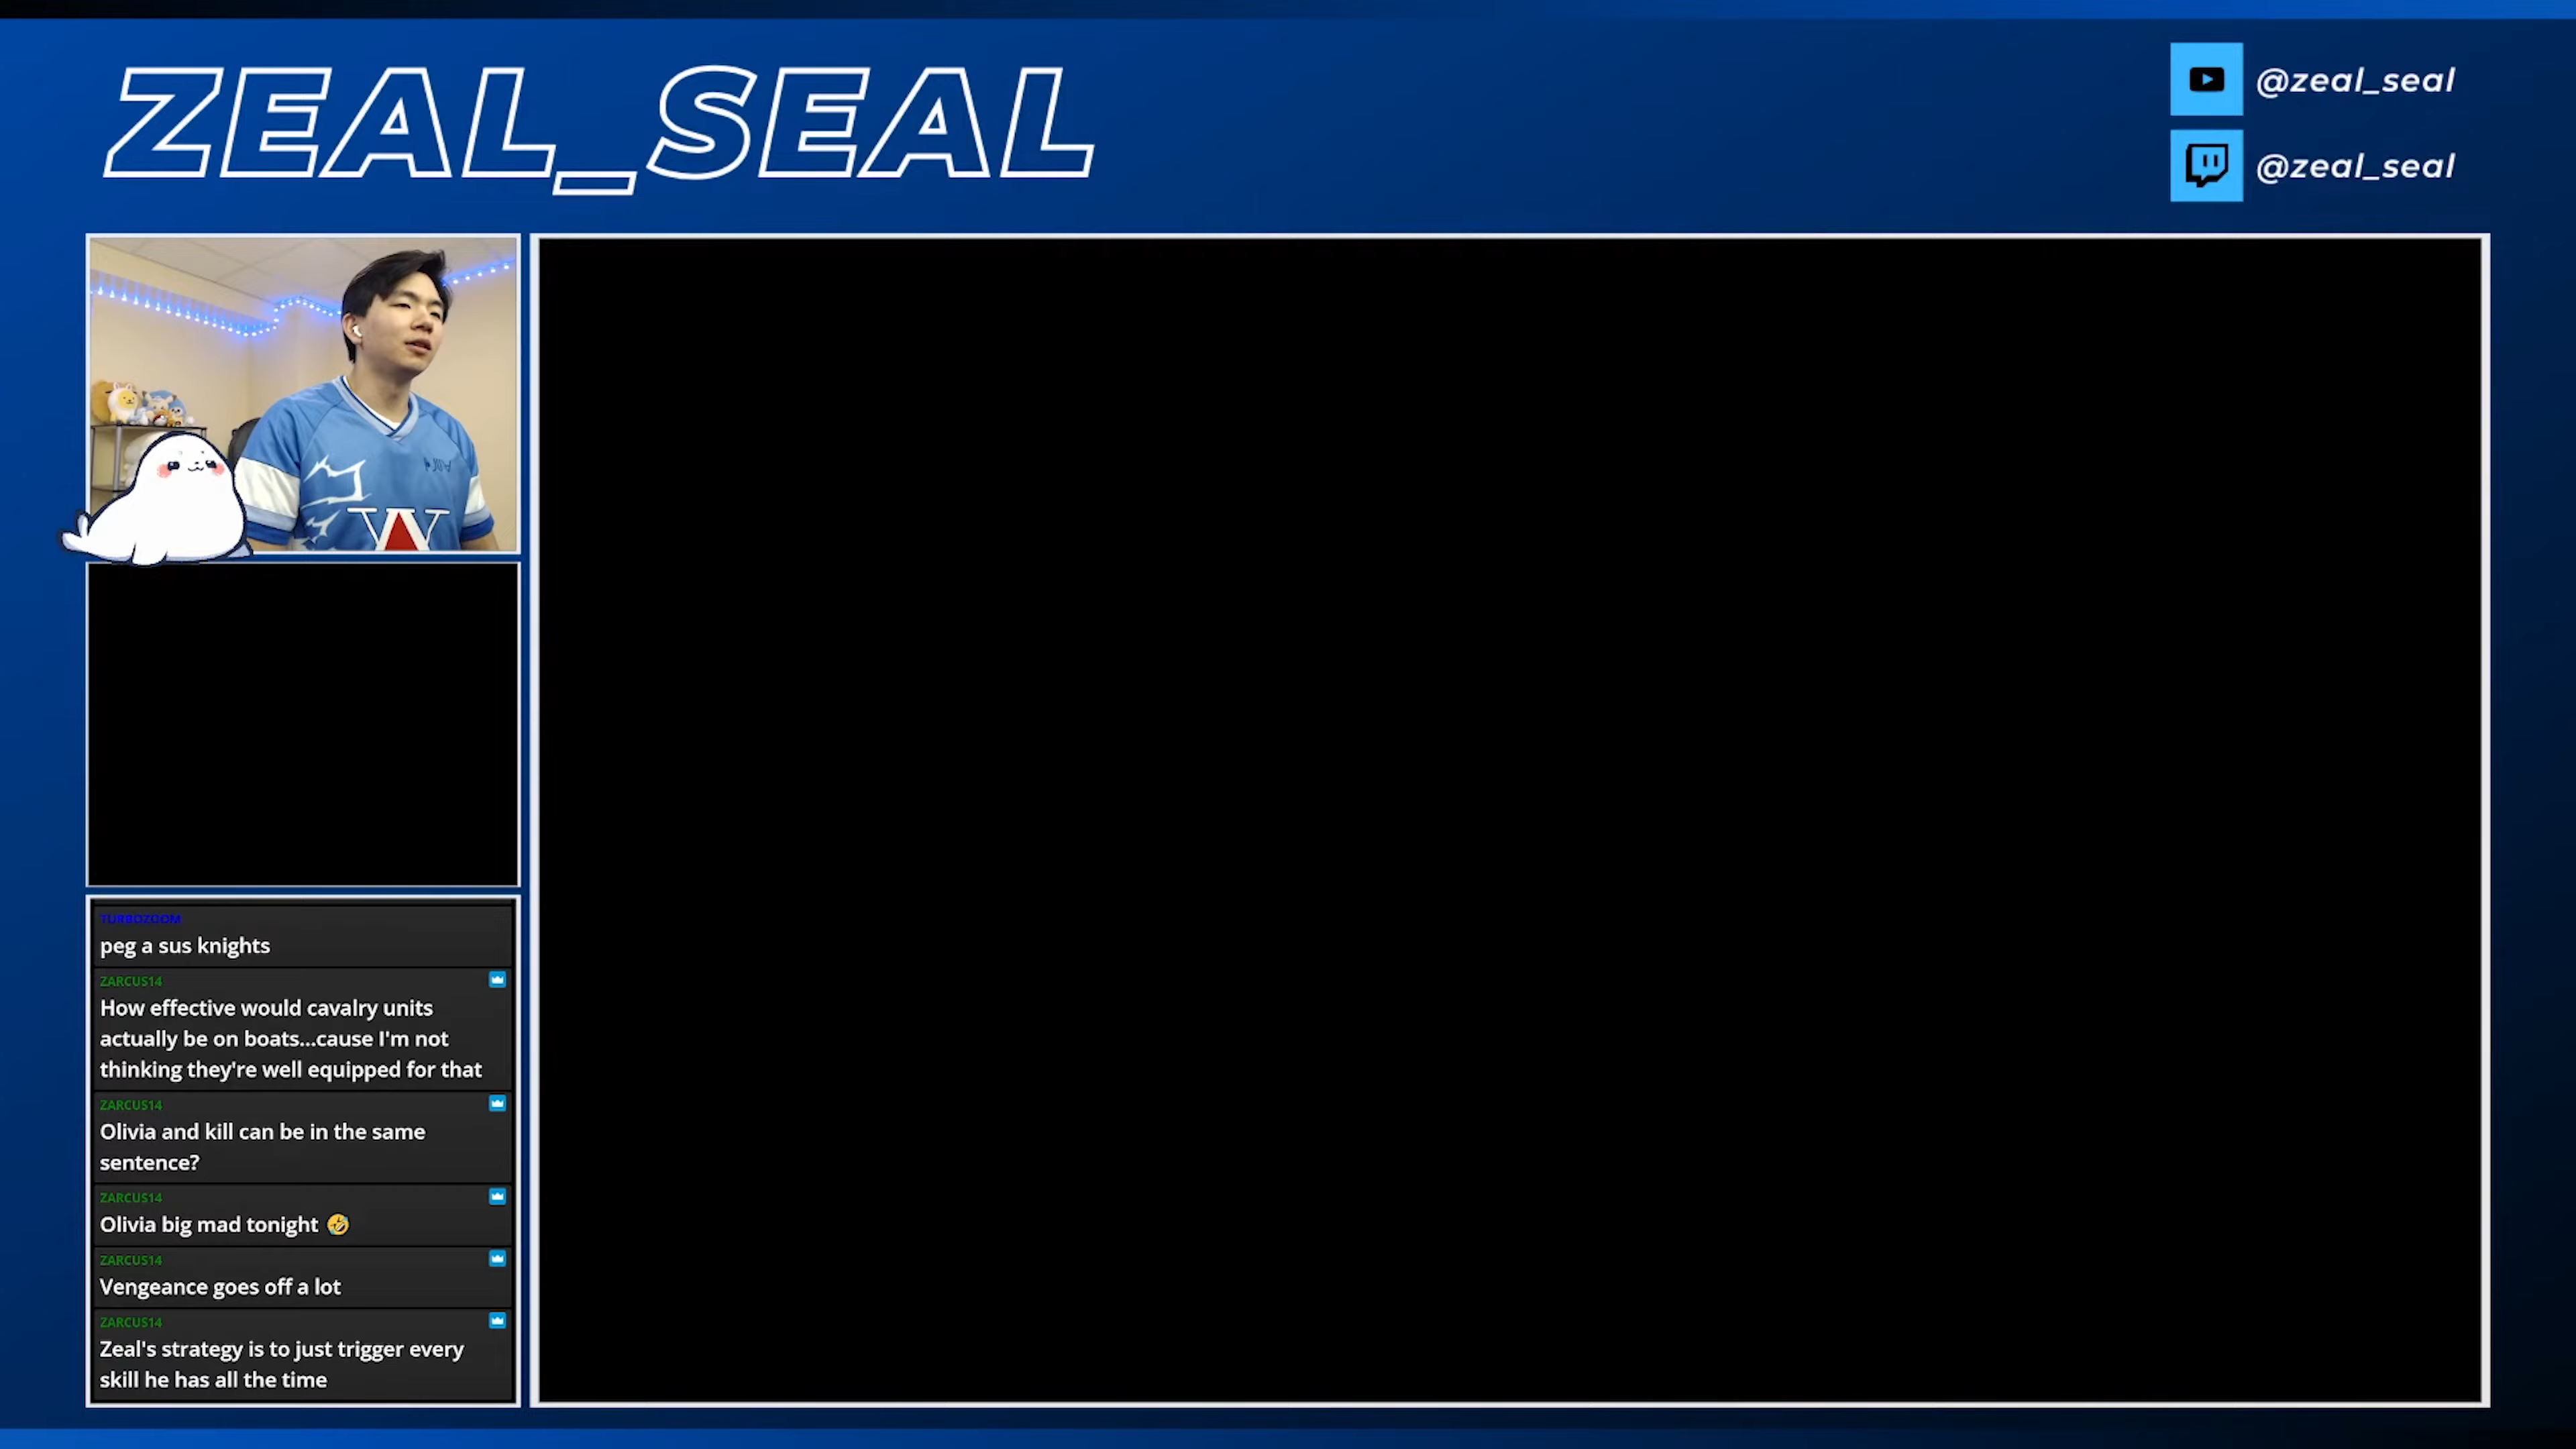 ZEAL_SEAL
@zeal_seal
@zeal_seal
TURBOZOOM
peg a sus knights
ZARCUS14
How effective would cavalry units
actually be on boats...cause I'm not
thinking they're well equipped for that
ZARCUS14
Olivia and kill can be in the same
sentence?
ZARCUS14
Olivia big mad tonight 🤣
ZARCUS14
Vengeance goes off a lot
ZARCUS14
Zeal's strategy is to just trigger every
skill he has all the time